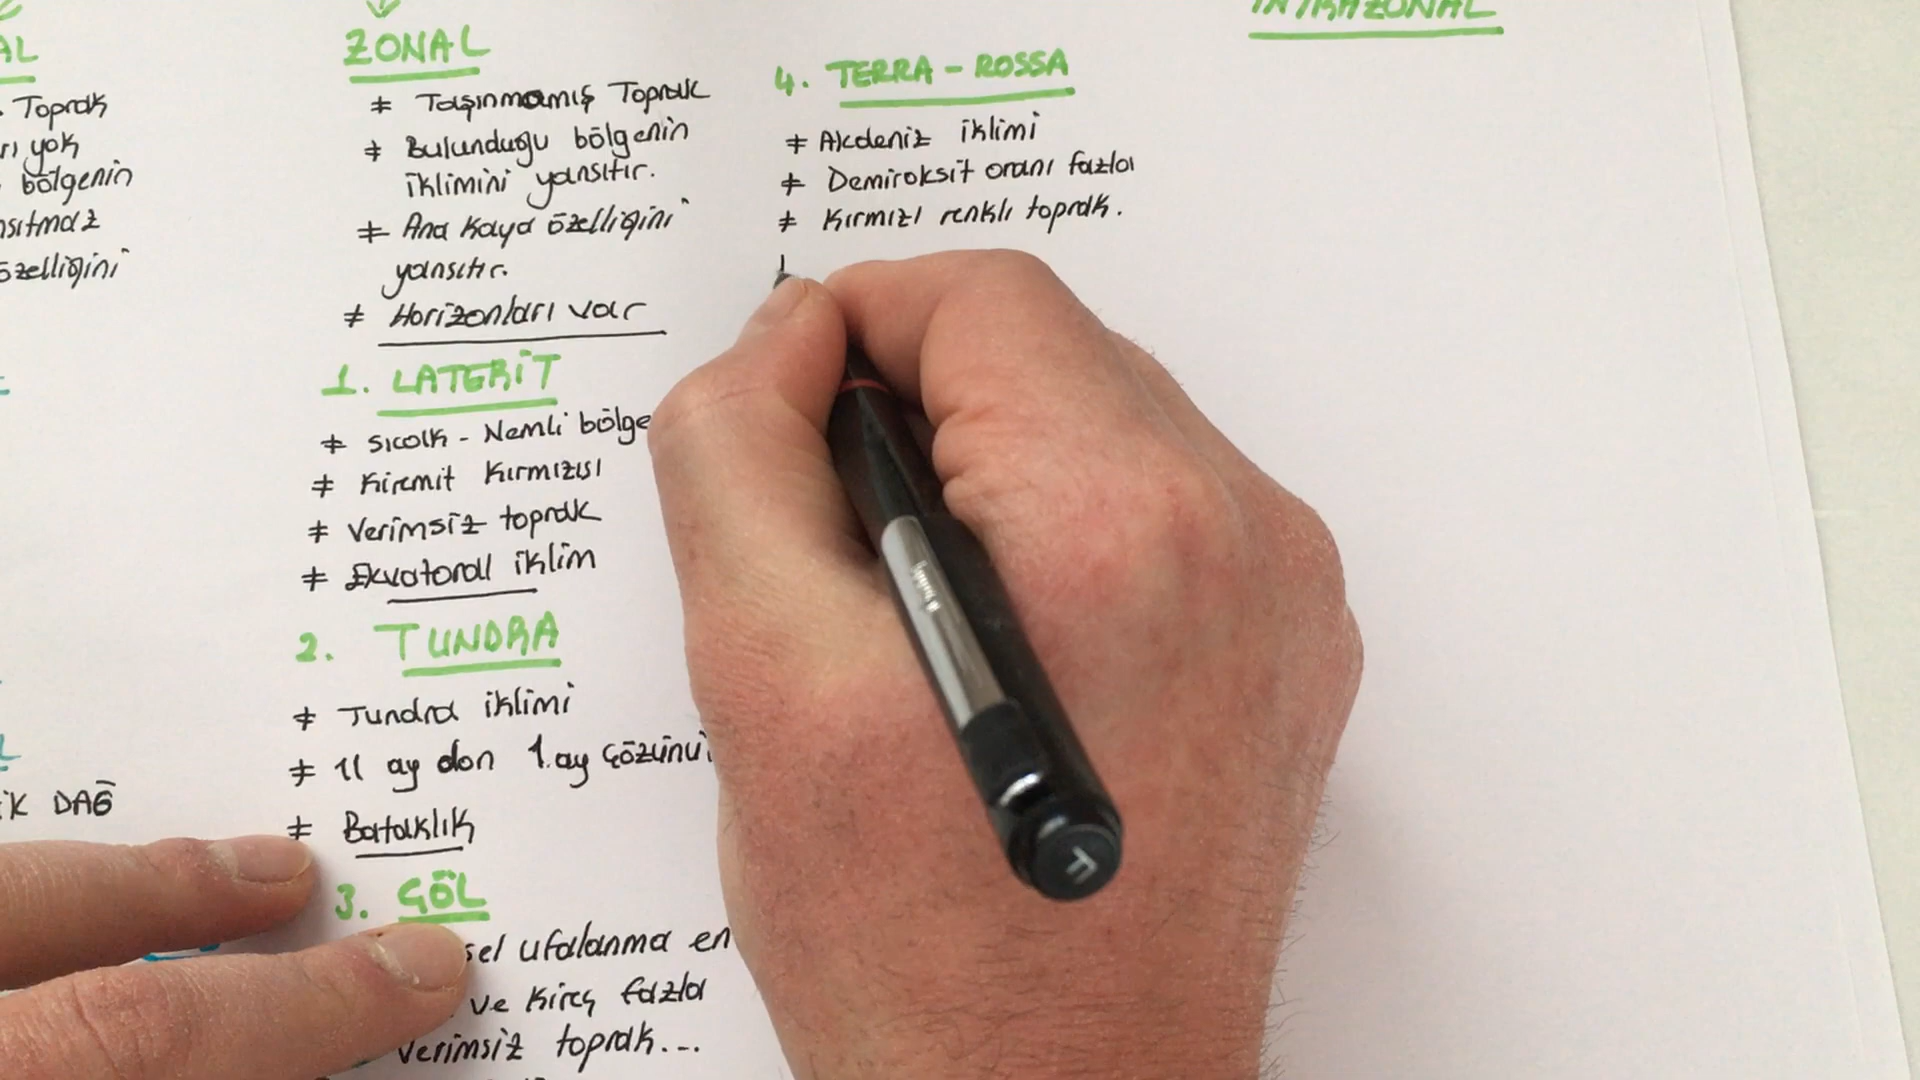 AL
Toprak
yok
bölgenin
özelliğini
DAĞ
ZONAL
≠ Taşınmamış Toprak
≠ Bulunduğu bölgenin
iklimini yansıtır.
≠ Ana Kaya özelliğini
yansıtır.
≠ Horizonları var
1. LATERİT
≠ Sıcak - Nemli bölge
≠ Kiremit Kırmızısı
≠ Verimsiz toprak
≠ Ekvatoral iklim
2. TUNDRA
≠ Tundra iklimi
≠ 11 ay don 1.ay çözünü
≠ Bataklık
3. ÇÖL
sel ufalanma en
ve Kireç fazla
Verimsiz toprak...
4. TERRA - ROSSA
≠ Akdeniz iklimi
≠ Demiroksit oranı fazla
≠ Kırmızı renkli toprak.
INTRAZONAL
F